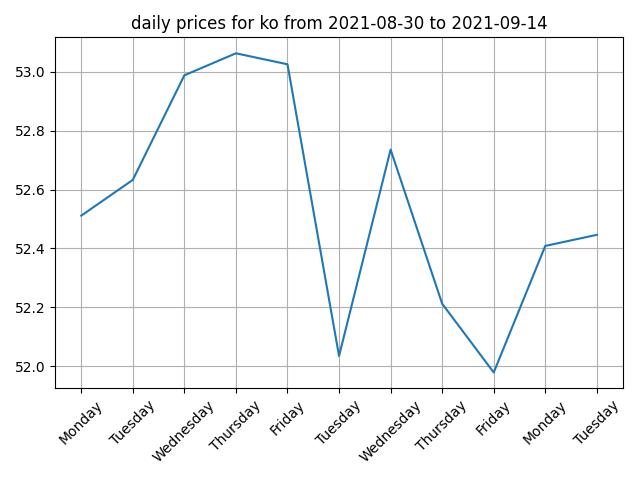 daily prices for ko from 2021-08-30 to 2021-09-14
53.0
52.8
52.6
52.4
52.2
52.0
Monday
Tuesday
Wednesday
Thursday
Friday
Tuesday
Wednesday
Thursday
Friday
Monday
Tuesday